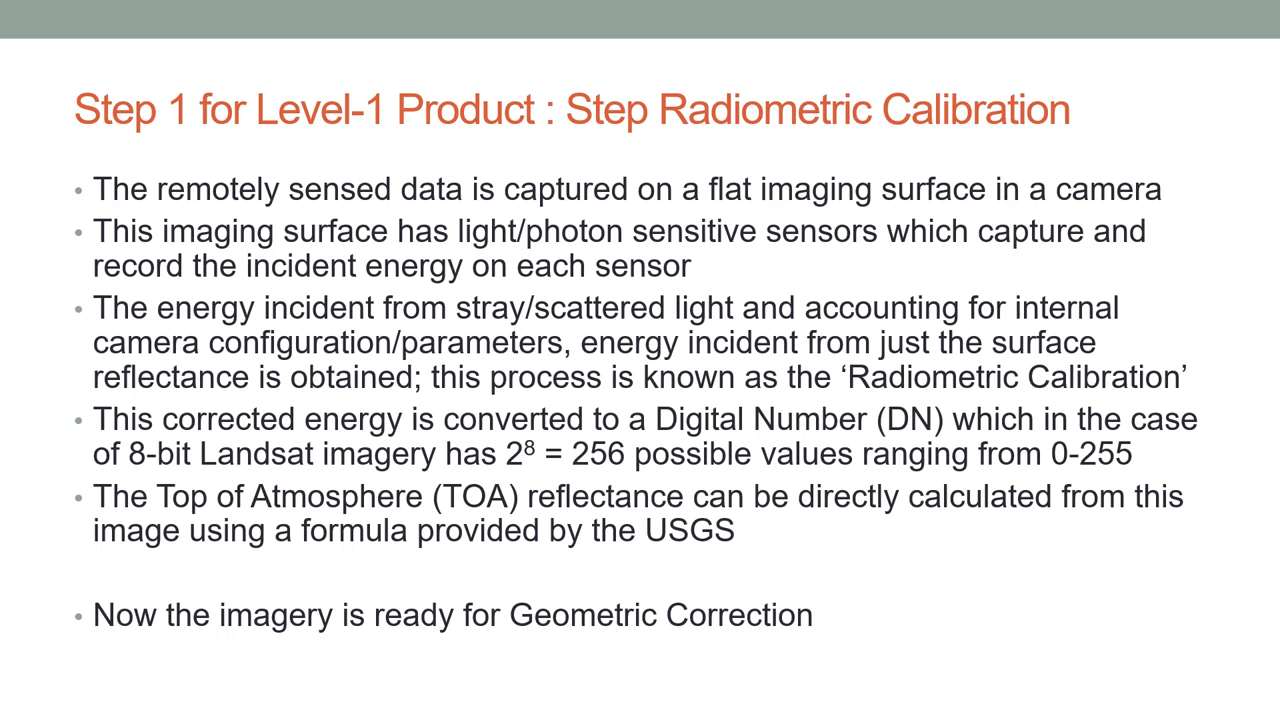 Step 1 for Level-1 Product : Step Radiometric Calibration
• The remotely sensed data is captured on a flat imaging surface in a camera
• This imaging surface has light/photon sensitive sensors which capture and
record the incident energy on each sensor
• The energy incident from stray/scattered light and accounting for internal
camera configuration/parameters, energy incident from just the surface
reflectance is obtained; this process is known as the ‘Radiometric Calibration’
• This corrected energy is converted to a Digital Number (DN) which in the case
of 8-bit Landsat imagery has 2⁸ = 256 possible values ranging from 0-255
• The Top of Atmosphere (TOA) reflectance can be directly calculated from this
image using a formula provided by the USGS
• Now the imagery is ready for Geometric Correction